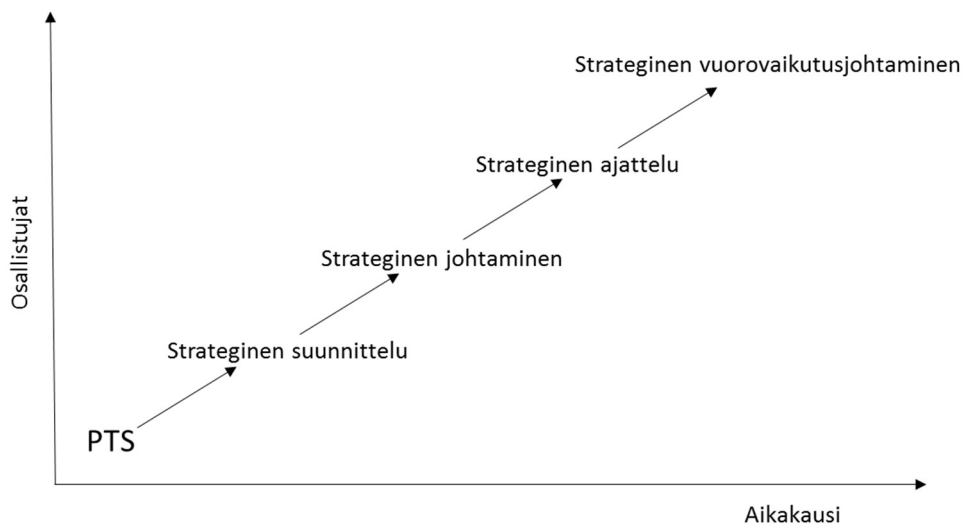 Strateginen vuorovaikutusjohtaminen
Strateginen ajattelu
Osallistujat
Strateginen johtaminen
Strateginen suunnittelu
PTS
Aikakausi